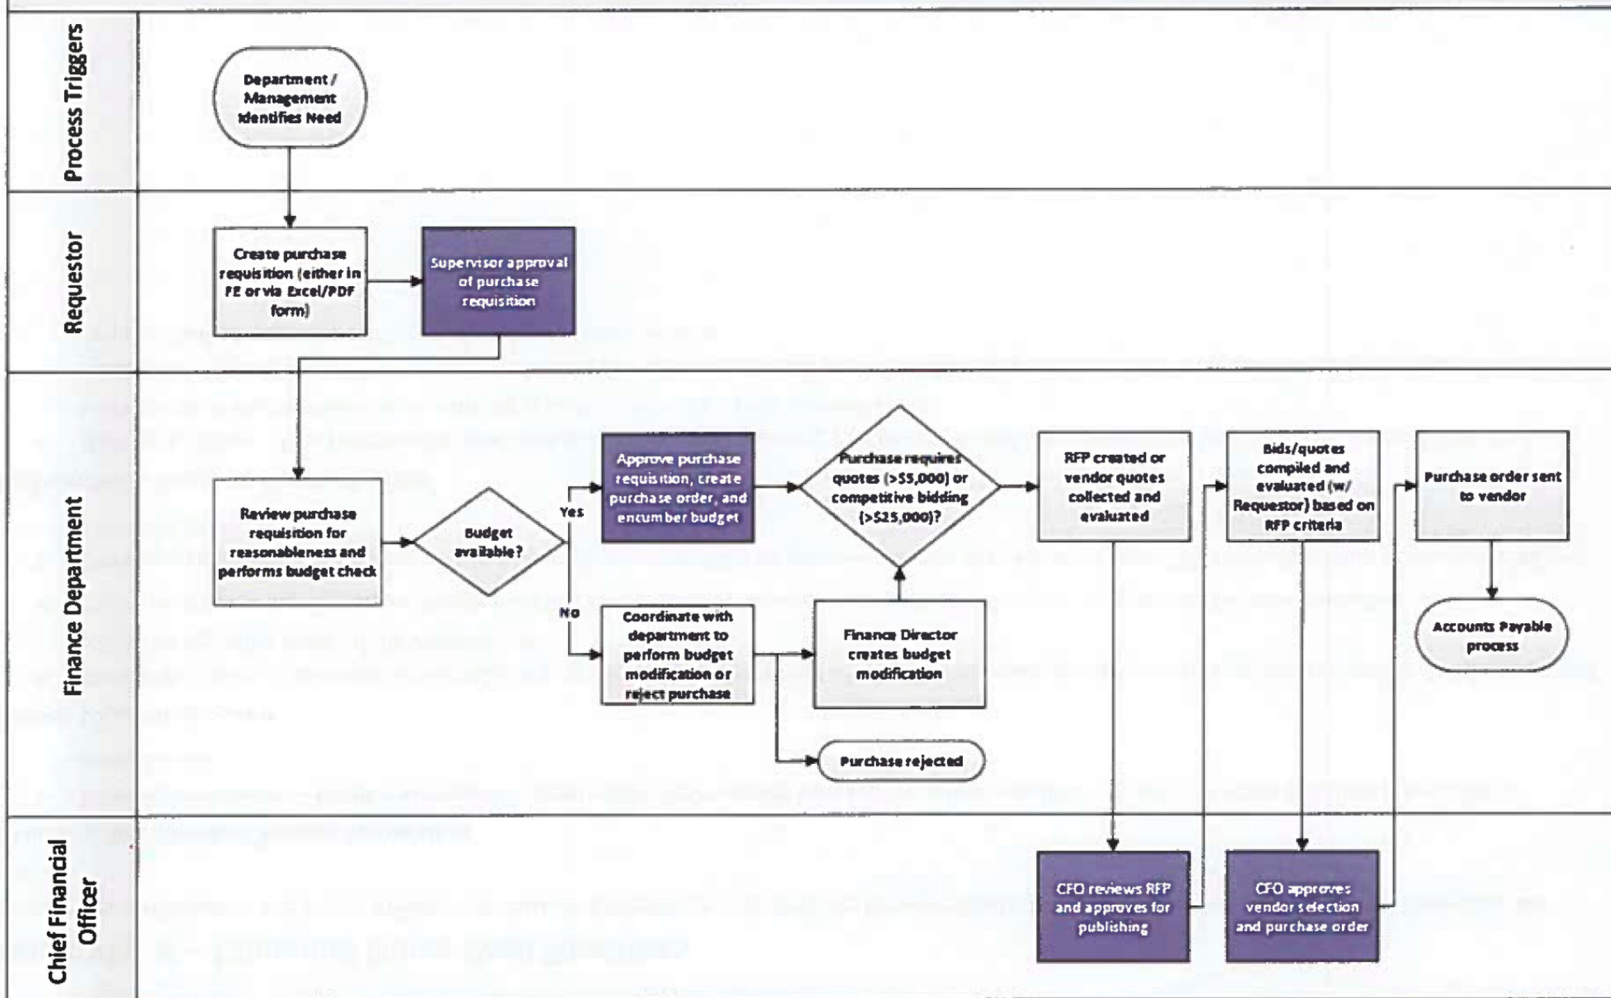 Process Triggers
Department /
Management
Identifies Need
Requestor
Create purchase
requisition (either in
FE or via Excel/PDF
form)
Supervisor approval
of purchase
requisition
Finance Department
Review purchase
requisition for
reasonableness and
performs budget check
Budget
available?
Yes
No
Approve purchase
requisition, create
purchase order, and
encumber budget
Coordinate with
department to
perform budget
modification or
reject purchase
Purchase requires
quotes (>$5,000) or
competitive bidding
(>$25,000)?
Finance Director
creates budget
modification
Purchase rejected
RFP created or
vendor quotes
collected and
evaluated
Bids/quotes
compiled and
evaluated (w/
Requestor) based on
RFP criteria
Purchase order sent
to vendor
Accounts Payable
process
Chief Financial
Officer
CFO reviews RFP
and approves for
publishing
CFO approves
vendor selection
and purchase order